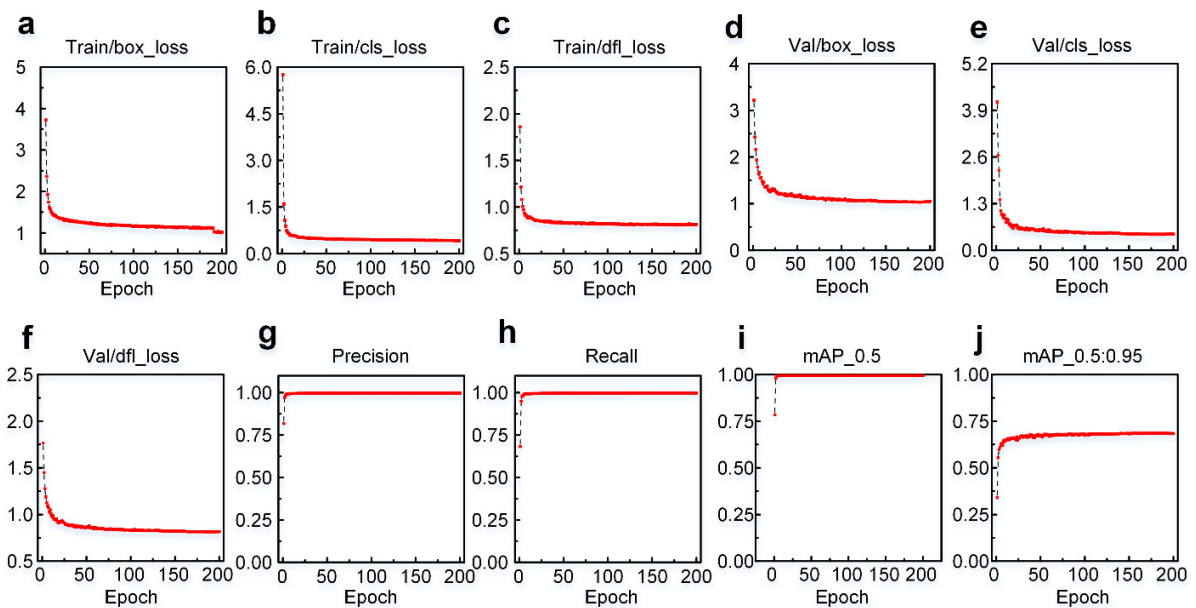 a
Train/box_loss
5
4
3
2
1
0 50 100 150 200
Epoch
b
Train/cls_loss
6.0
4.5
3.0
1.5
0.0
0 50 100 150 200
Epoch
c
Train/dfl_loss
2.5
2.0
1.5
1.0
0.5
0 50 100 150 200
Epoch
d
Val/box_loss
4
3
2
1
0
0 50 100 150 200
Epoch
e
Val/cls_loss
5.2
3.9
2.6
1.3
0.0
0 50 100 150 200
Epoch
f
Val/dfl_loss
2.5
2.0
1.5
1.0
0.5
0 50 100 150 200
Epoch
g
Precision
1.00
0.75
0.50
0.25
0.00
0 50 100 150 200
Epoch
h
Recall
1.00
0.75
0.50
0.25
0.00
0 50 100 150 200
Epoch
i
mAP_0.5
1.00
0.75
0.50
0.25
0.00
0 50 100 150 200
Epoch
j
mAP_0.5:0.95
1.00
0.75
0.50
0.25
0.00
0 50 100 150 200
Epoch